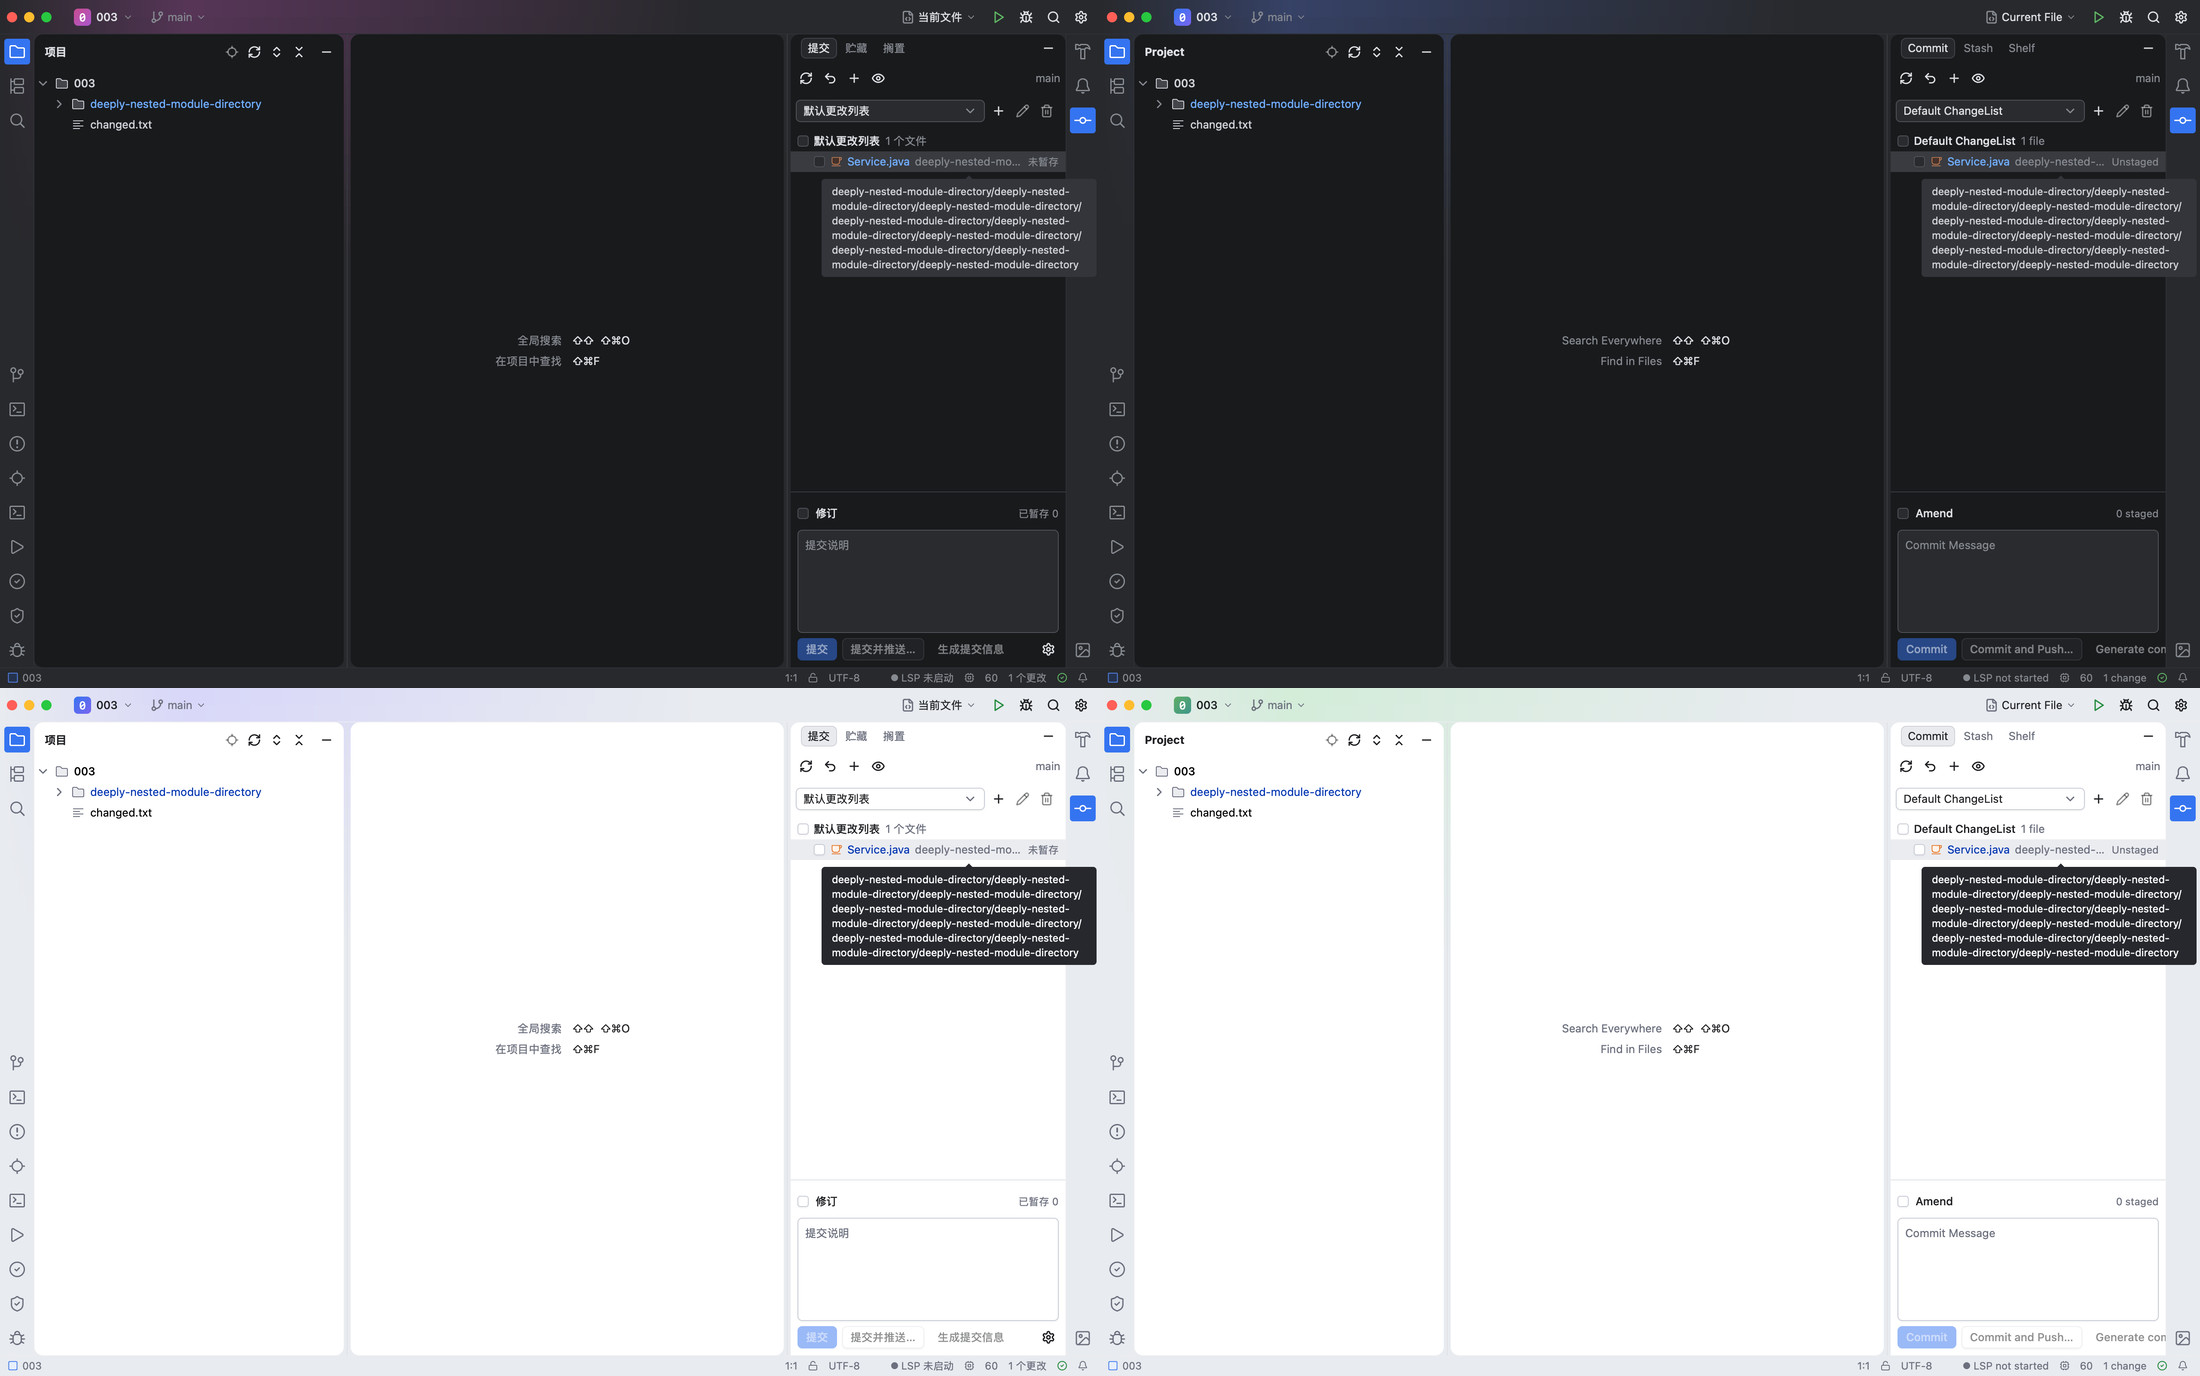 003 main 当前文件
项目
003
deeply-nested-module-directory
changed.txt
全局搜索 ⇧⇧ ⇧⌘O
在项目中查找 ⇧⌘F
提交 贮藏 搁置
main
默认更改列表
默认更改列表 1 个文件
Service.java deeply-nested-mo... 未暂存
deeply-nested-module-directory/deeply-nested-
module-directory/deeply-nested-module-directory/
deeply-nested-module-directory/deeply-nested-
module-directory/deeply-nested-module-directory/
deeply-nested-module-directory/deeply-nested-
module-directory/deeply-nested-module-directory
修订 已暂存 0
提交说明
提交 提交并推送... 生成提交信息
003 1:1 UTF-8 LSP 未启动 60 1 个更改
003 main Current File
Project
003
deeply-nested-module-directory
changed.txt
Search Everywhere ⇧⇧ ⇧⌘O
Find in Files ⇧⌘F
Commit Stash Shelf
main
Default ChangeList
Default ChangeList 1 file
Service.java deeply-nested-... Unstaged
deeply-nested-module-directory/deeply-nested-
module-directory/deeply-nested-module-directory/
deeply-nested-module-directory/deeply-nested-
module-directory/deeply-nested-module-directory/
deeply-nested-module-directory/deeply-nested-
module-directory/deeply-nested-module-directory
Amend 0 staged
Commit Message
Commit Commit and Push... Generate com
003 1:1 UTF-8 LSP not started 60 1 change
0 003 main 当前文件
项目
003
deeply-nested-module-directory
changed.txt
全局搜索 ⇧⇧ ⇧⌘O
在项目中查找 ⇧⌘F
提交 贮藏 搁置
main
默认更改列表
默认更改列表 1 个文件
Service.java deeply-nested-mo... 未暂存
deeply-nested-module-directory/deeply-nested-
module-directory/deeply-nested-module-directory/
deeply-nested-module-directory/deeply-nested-
module-directory/deeply-nested-module-directory/
deeply-nested-module-directory/deeply-nested-
module-directory/deeply-nested-module-directory
修订 已暂存 0
提交说明
提交 提交并推送... 生成提交信息
003 1:1 UTF-8 LSP 未启动 60 1 个更改
0 003 main Current File
Project
003
deeply-nested-module-directory
changed.txt
Search Everywhere ⇧⇧ ⇧⌘O
Find in Files ⇧⌘F
Commit Stash Shelf
main
Default ChangeList
Default ChangeList 1 file
Service.java deeply-nested-... Unstaged
deeply-nested-module-directory/deeply-nested-
module-directory/deeply-nested-module-directory/
deeply-nested-module-directory/deeply-nested-
module-directory/deeply-nested-module-directory/
deeply-nested-module-directory/deeply-nested-
module-directory/deeply-nested-module-directory
Amend 0 staged
Commit Message
Commit Commit and Push... Generate com
003 1:1 UTF-8 LSP not started 60 1 change